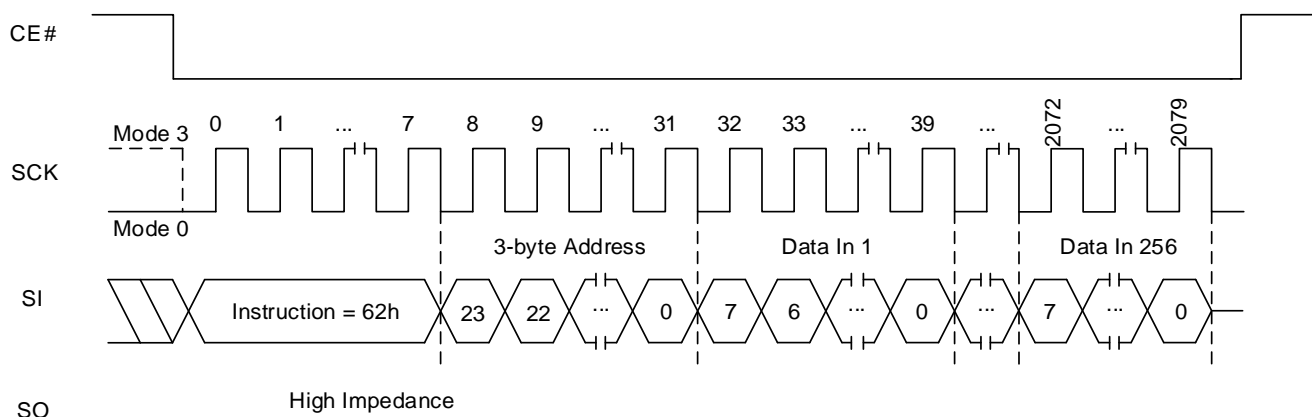 CE#
Mode 3 0 1 ... 7 8 9 ... 31 32 33 ... 39 ... 2072 ... 2079
SCK
Mode 0
3-byte Address Data In 1 Data In 256
SI Instruction = 62h 23 22 ... 0 7 6 ... 0 ... 7 ... 0
High Impedance
SO